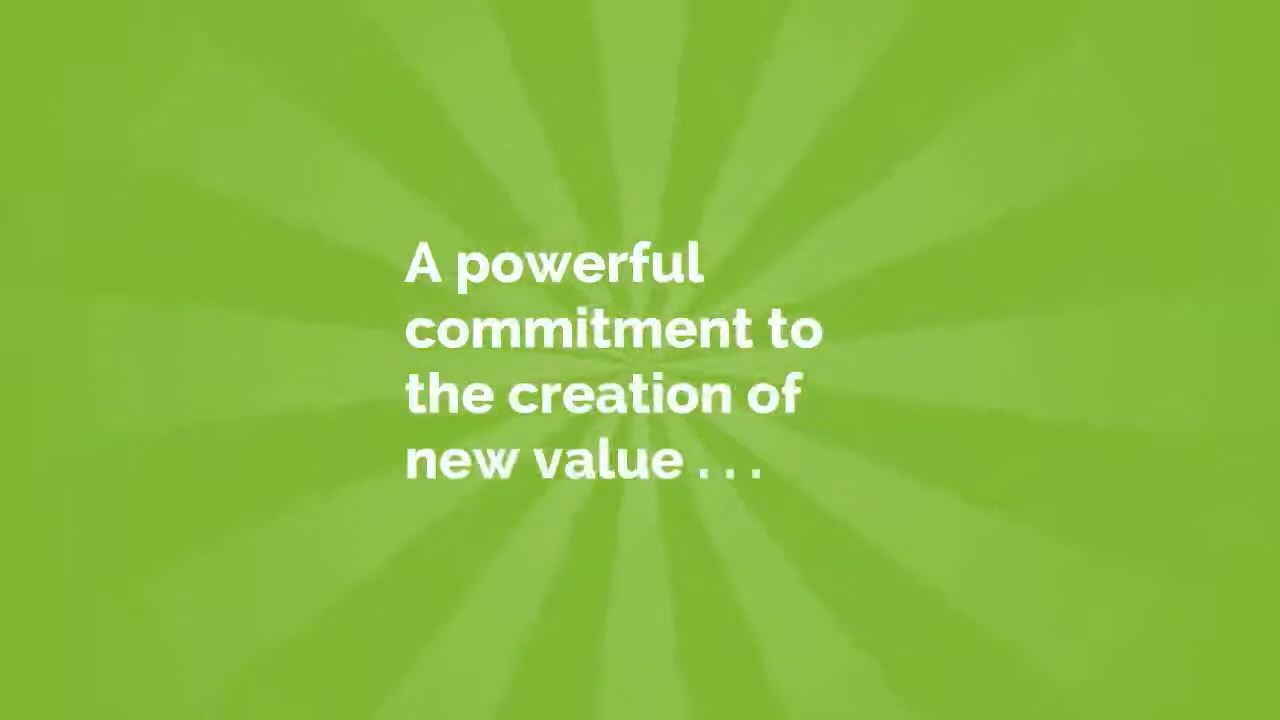 A powerful
commitment to
the creation of
new value . . .